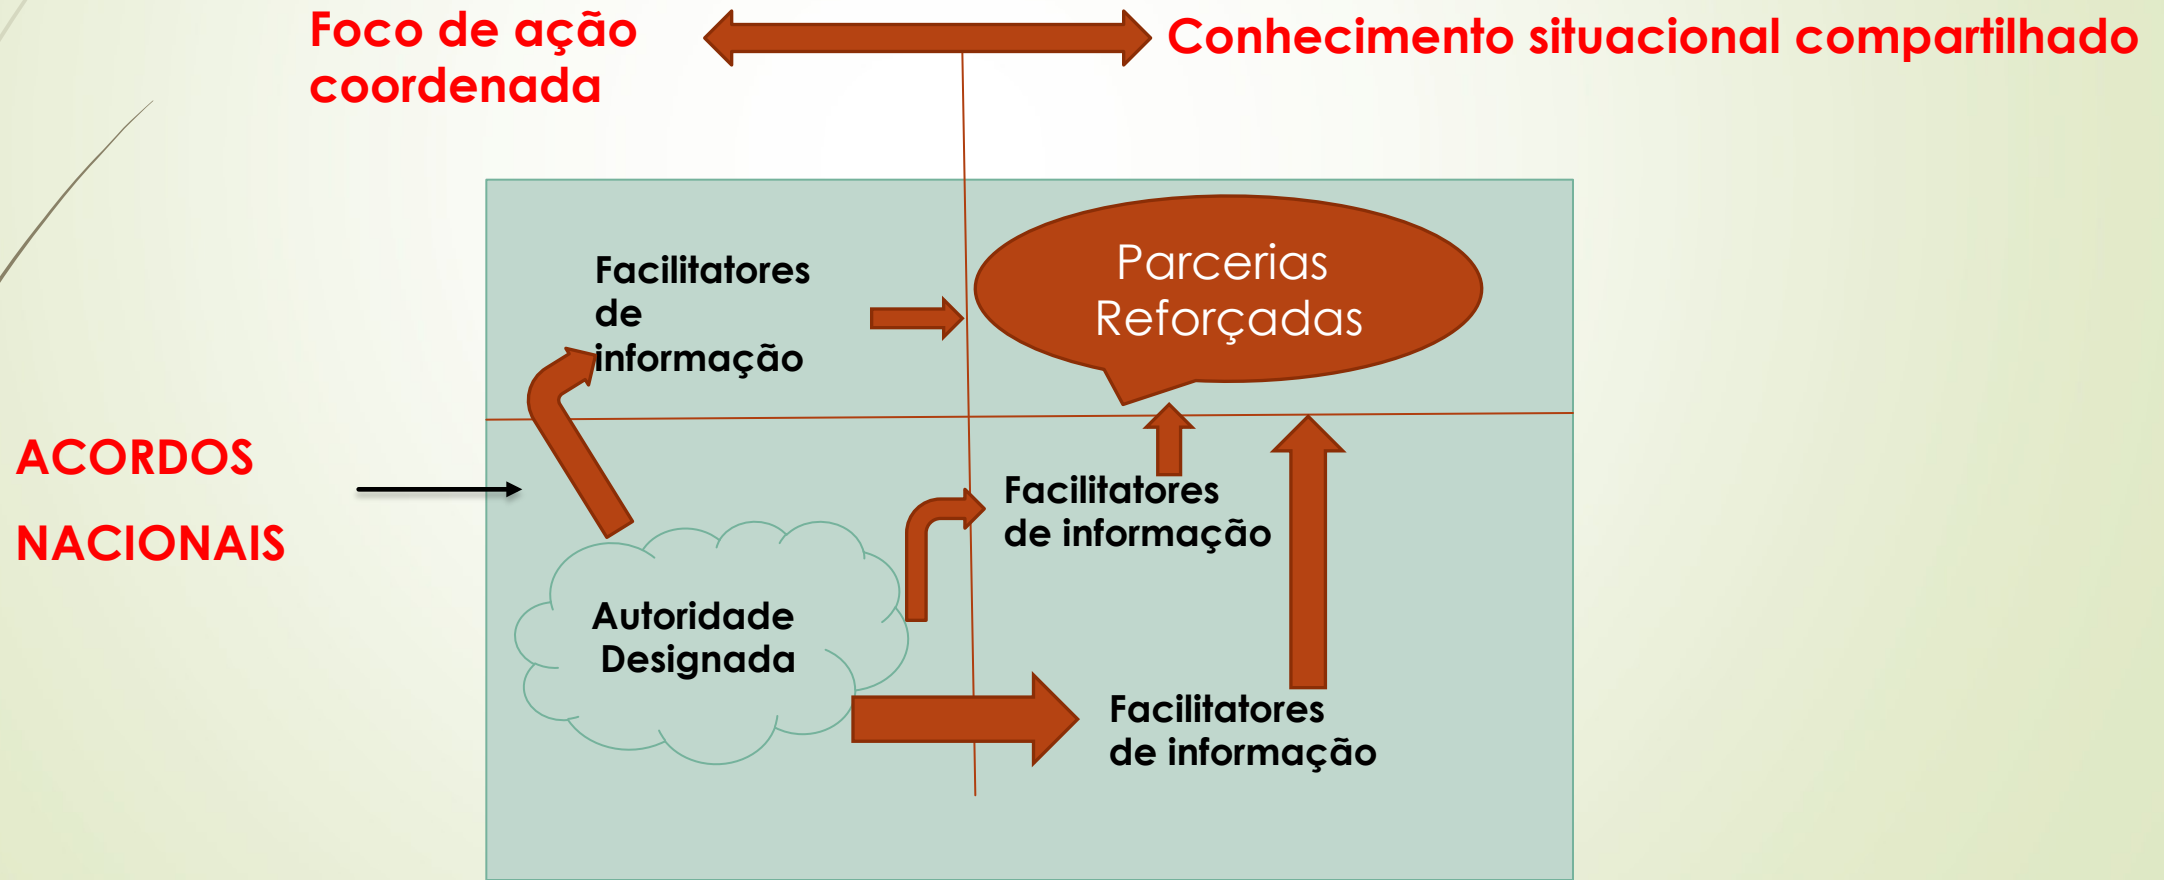 Foco de ação
coordenada
Conhecimento situacional compartilhado
Facilitatores
de
informação
Parcerias
Reforçadas
ACORDOS
NACIONAIS
Facilitatores
de informação
Autoridade
Designada
Facilitatores
de informação